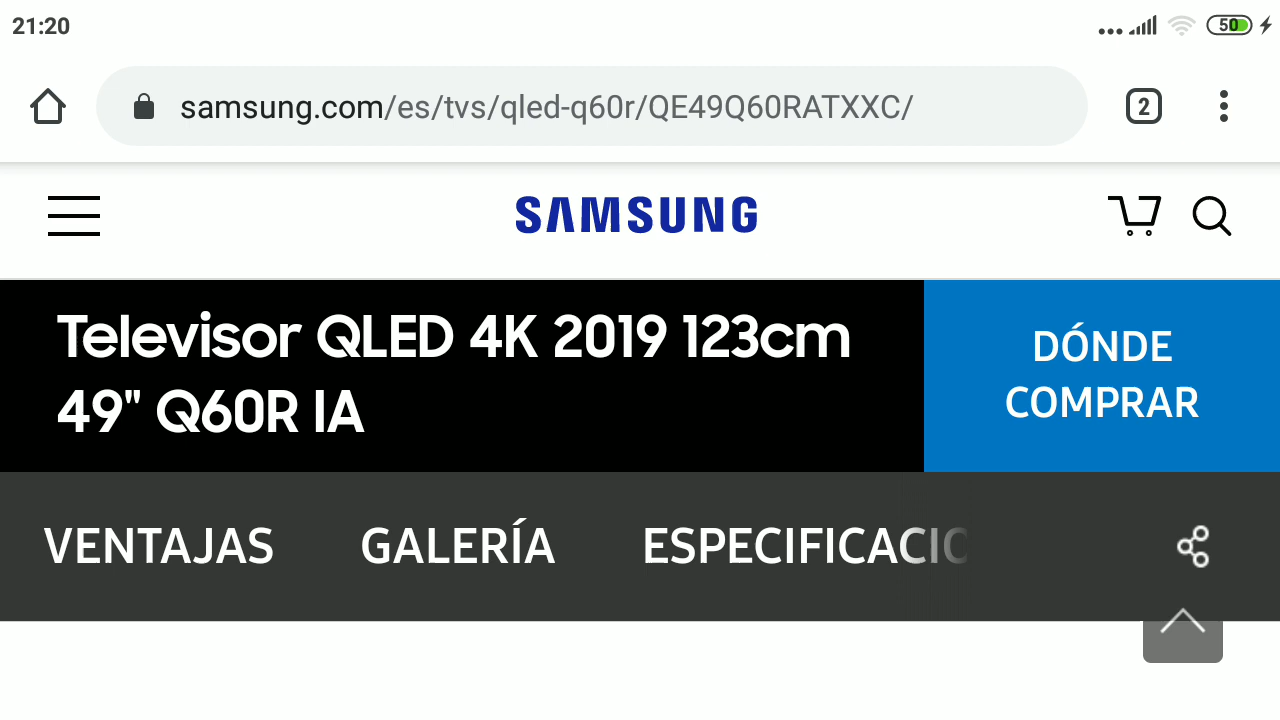 21:20
50
samsung.com/es/tvs/qled-q60r/QE49Q60RATXXC/
2
SAMSUNG
Televisor QLED 4K 2019 123cm
49" Q60R IA
DÓNDE
COMPRAR
VENTAJAS GALERÍA ESPECIFICACIO